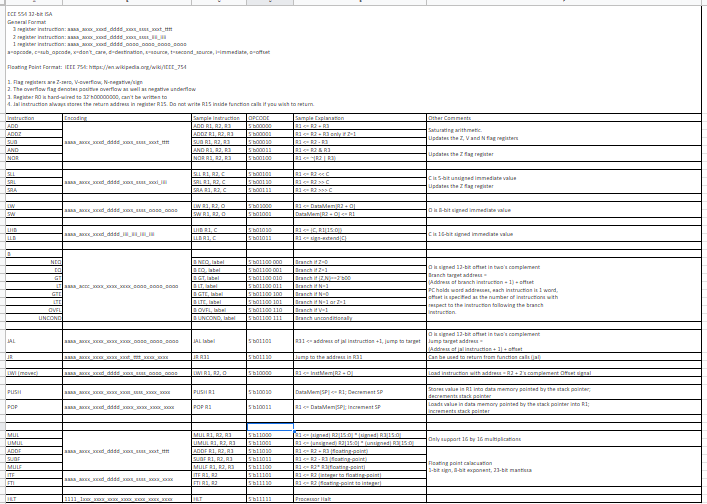 ECE 554 32-bit ISA
General Format
3 register instruction: aaaa_axxx_xxxd_dddd_xxxs_ssss_xxxt_tttt
2 register instruction: aaaa_axxx_xxxd_dddd_xxxs_ssss_iiii_iiii
1 register instruction: aaaa_axxx_xxxd_dddd_oooo_oooo_oooo_oooo
a=opcode, c=sub_opcode, x=don't_care, d=destination, s=source, t=second_source, i=immediate, o=offset
Floating Point Format: IEEE 754: https://en.wikipedia.org/wiki/IEEE_754
1. Flag registers are Z-zero, V-overflow, N-negative/sign
2. The overflow flag denotes positive overflow as well as negative underflow
3. Register R0 is hard-wired to 32'h00000000, can't be written to
4. Jal instruction always stores the return address in register R15. Do not write R15 inside function calls if you wish to return.
Instruction Encoding Sample Instruction OPCODE Sample Explanation Other Comments
ADD ADD R1, R2, R3 5'b00000 R1 <= R2 + R3
ADDZ ADDZ R1, R2, R3 5'b00001 R1 <= R2 + R3 only if Z=1
SUB SUB R1, R2, R3 5'b00010 R1 <= R2 - R3
AND AND R1, R2, R3 5'b00011 R1 <= R2 & R3
NOR NOR R1, R2, R3 5'b00100 R1 <= ~(R2 | R3)
aaaa_axxx_xxxd_dddd_xxxs_ssss_xxxt_tttt
Saturating arithmetic.
Updates the Z, V and N flag registers
Updates the Z flag register
SLL SLL R1, R2, C 5'b00101 R1 <= R2 << C
SRL SRL R1, R2, C 5'b00110 R1 <= R2 >> C
SRA SRA R1, R2, C 5'b00111 R1 <= R2 >>> C
aaaa_axxx_xxxd_dddd_xxxs_ssss_xxxi_iiii
C is 5-bit unsigned immediate value
Updates the Z flag register
LW LW R1, R2, O 5'b01000 R1 <= DataMem[R2 + O]
SW SW R1, R2, O 5'b01001 DataMem[R2 + O] <= R1
aaaa_axxx_xxxd_dddd_xxxs_ssss_oooo_oooo
O is 8-bit signed immediate value
LHB LHB R1, C 5'b01010 R1 <= {C, R1[15:0]}
LLB LLB R1, C 5'b01011 R1 <= sign-extend(C)
aaaa_axxx_xxxd_dddd_iiii_iiii_iiii_iiii
C is 16-bit signed immediate value
B
NEQ B NEQ, label 5'b01100 000 Branch if Z=0
EQ B EQ, label 5'b01100 001 Branch if Z=1
GT B GT, label 5'b01100 010 Branch if {Z,N}==2'b00
LT B LT, label 5'b01100 011 Branch if N=1
GTE B GTE, label 5'b01100 100 Branch if N=0
LTE B LTE, label 5'b01100 101 Branch if N=1 or Z=1
OVFL B OVFL, label 5'b01100 110 Branch if V=1
UNCOND B UNCOND, label 5'b01100 111 Branch unconditionally
aaaa_accc_xxxx_xxxx_xxxx_oooo_oooo_oooo
O is signed 12-bit offset in two's complement
Branch target address =
(Address of branch instruction + 1) + offset
PC holds word addresses, each instruction is 1 word,
offset is specified as the number of instructions with
respect to the instruction following the branch
instruction.
JAL aaaa_axxx_xxxx_xxxx_xxxx_oooo_oooo_oooo JAL label 5'b01101 R31 <= address of jal instruction +1, jump to target
O is signed 12-bit offset in two's complement
Jump target address =
(Address of jal instruction + 1) + offset
JR aaaa_axxx_xxxx_xxxx_xxxt_tttt_xxxx_xxxx JR R31 5'b01110 Jump to the address in R31 Can be used to return from function calls (jal)
LWI (movec) aaaa_axxx_xxxd_dddd_xxxs_ssss_oooo_oooo LWI R1, R2, O 5'b10000 R1 <= InstMem[R2 + O] Load instruction with address = R2 + 2's complement Offset signal
PUSH aaaa_axxx_xxxx_xxxx_xxxs_ssss_xxxx_xxxx PUSH R1 5'b10010 DataMem[SP] <= R1; Decrement SP
Stores value in R1 into data memory pointed by the stack pointer;
decrements stack pointer
POP aaaa_axxx_xxxd_dddd_xxxx_xxxx_xxxx_xxxx POP R1 5'b10011 R1 <= DataMem[SP]; Increment SP
Loads value in data memory pointed by the stack pointer into R1;
increments stack pointer
MUL MUL R1, R2, R3 5'b11000 R1 <= (signed) R2[15:0] * (signed) R3[15:0]
UMUL UMUL R1, R2, R3 5'b11001 R1 <= (unsigned) R2[15:0] * (unsigned) R3[15:0]
ADDF ADDF R1, R2, R3 5'b11010 R1 <= R2 + R3 (floating-point)
SUBF SUBF R1, R2, R3 5'b11011 R1 <= R2 - R3 (floating-point)
MULF MULF R1, R2, R3 5'b11100 R1 <= R2* R3(floating-point)
aaaa_axxx_xxxd_dddd_xxxs_ssss_xxxt_tttt
Only support 16 by 16 multiplications
ITF ITF R1, R2 5'b11101 R1 <= R2 (integer to floating-point)
FTI FTI R1, R2 5'b11110 R1 <= R2 (floating-point to integer)
aaaa_axxx_xxxd_dddd_xxxs_ssss_xxxx_xxxx
Floating point calacuation
1-bit sign, 8-bit exponent, 23-bit mantissa
HLT 1111_1xxx_xxxx_xxxx_xxxx_xxxx_xxxx_xxxx HLT 5'b11111 Processor Halt